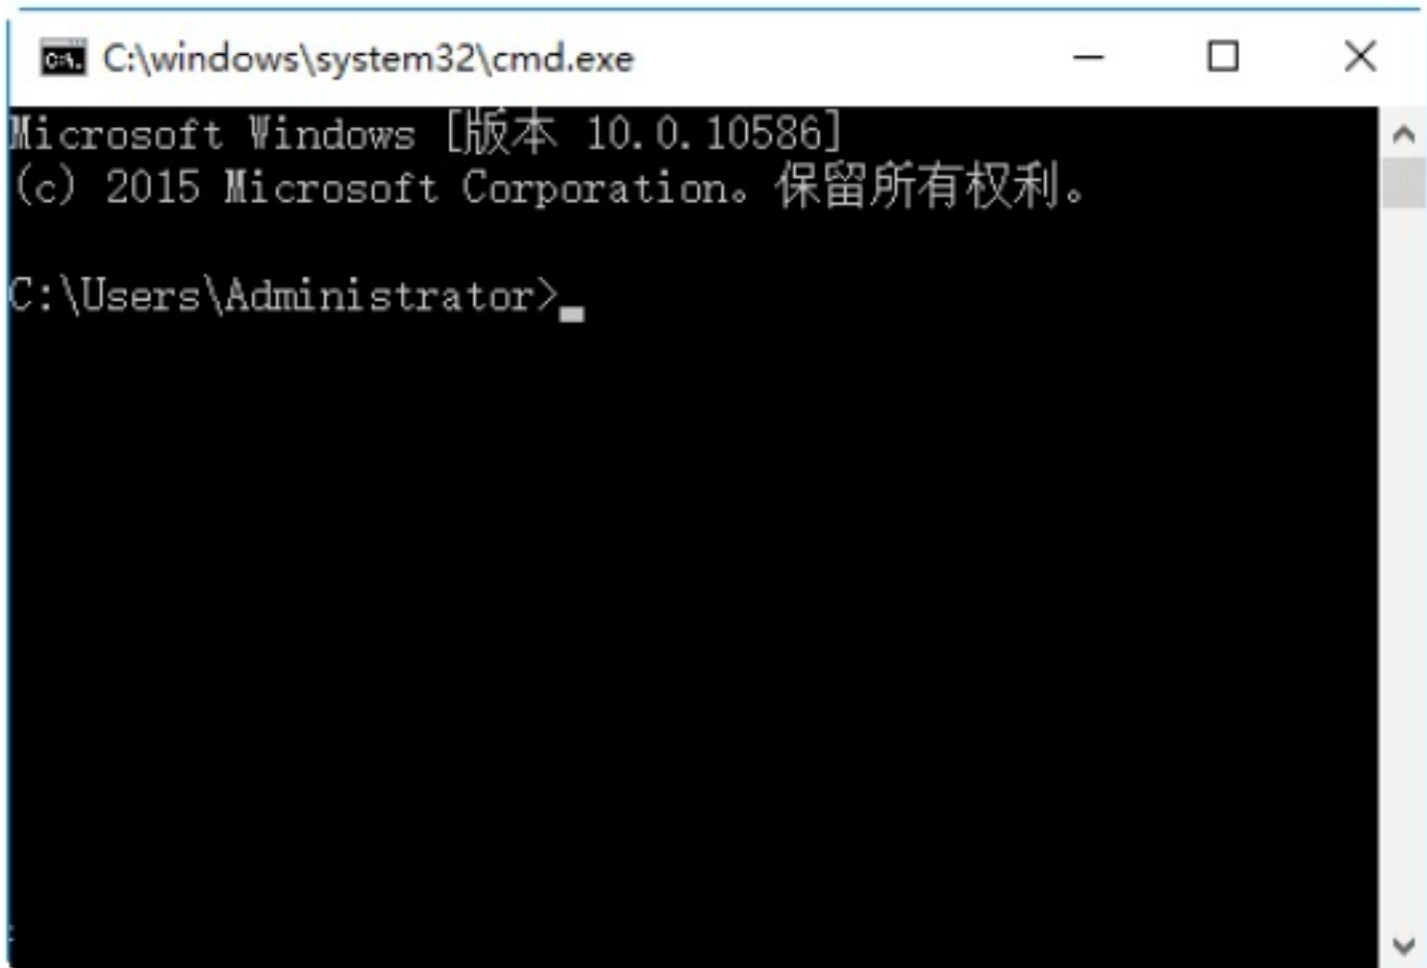 C:\windows\system32\cmd.exe
Microsoft Windows [版本 10.0.10586]
(c) 2015 Microsoft Corporation。保留所有权利。
C:\Users\Administrator>_